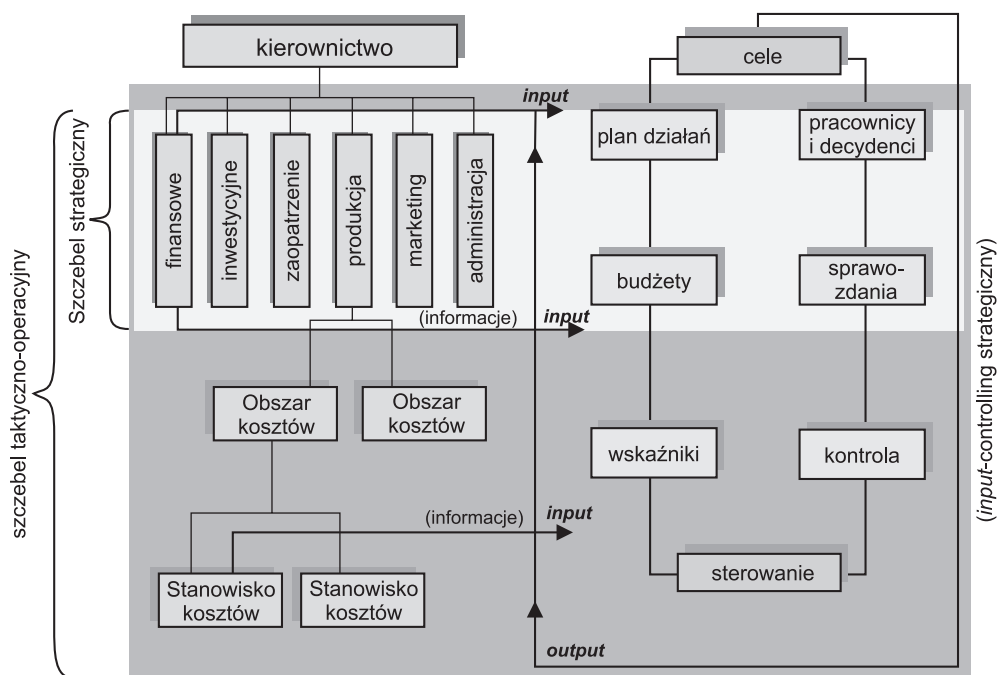 kierownictwo
cele
input
plan działań
pracownicy
i decydenci
finansowe
inwestycyjne
zaopatrzenie
produkcja
marketing
administracja
Szczebel strategiczny
szczebel taktyczno-operacyjny
budżety
sprawo-
zdania
(informacje)
input
Obszar
kosztów
Obszar
kosztów
wskaźniki
kontrola
(informacje)
input
Stanowisko
kosztów
Stanowisko
kosztów
sterowanie
output
(input-controlling strategiczny)